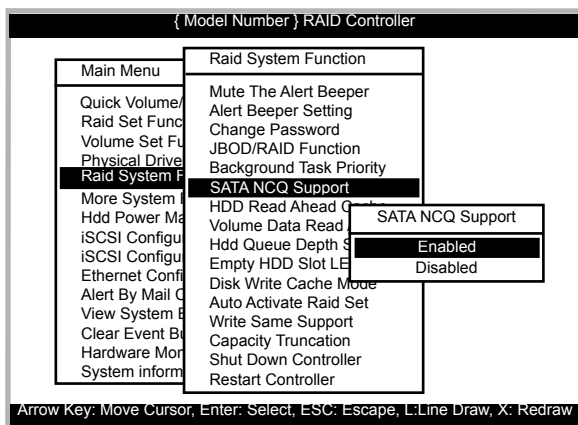 { Model Number } RAID Controller
Main Menu
Quick Volume/
Raid Set Func
Volume Set Fu
Physical Drive
Raid System F
More System
Hdd Power Ma
iSCSI Configu
iSCSI Configu
Ethernet Confi
Alert By Mail C
View System E
Clear Event Bu
Hardware Mon
System inform
Raid System Function
Mute The Alert Beeper
Alert Beeper Setting
Change Password
JBOD/RAID Function
Background Task Priority
SATA NCQ Support
HDD Read Ahead Cache
Volume Data Read
Hdd Queue Depth S
Empty HDD Slot LE
Disk Write Cache Mode
Auto Activate Raid Set
Write Same Support
Capacity Truncation
Shut Down Controller
Restart Controller
SATA NCQ Support
Enabled
Disabled
Arrow Key: Move Cursor, Enter: Select, ESC: Escape, L:Line Draw, X: Redraw